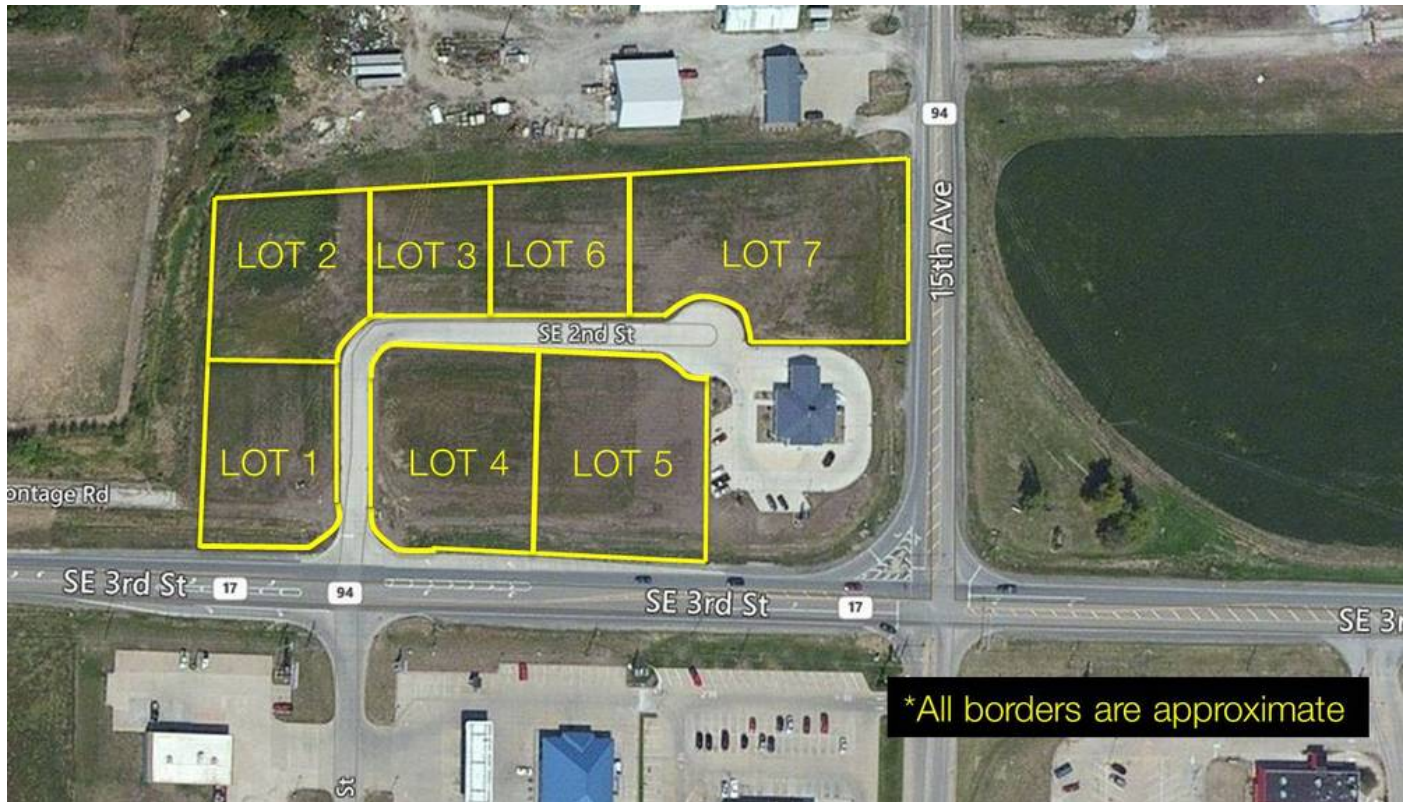 94
15th Ave
LOT 2
LOT 3
LOT 6
LOT 7
SE 2nd St
LOT 1
LOT 4
LOT 5
ontage Rd
SE 3rd St
17
94
SE 3rd St
17
SE 3r
*All borders are approximate
St